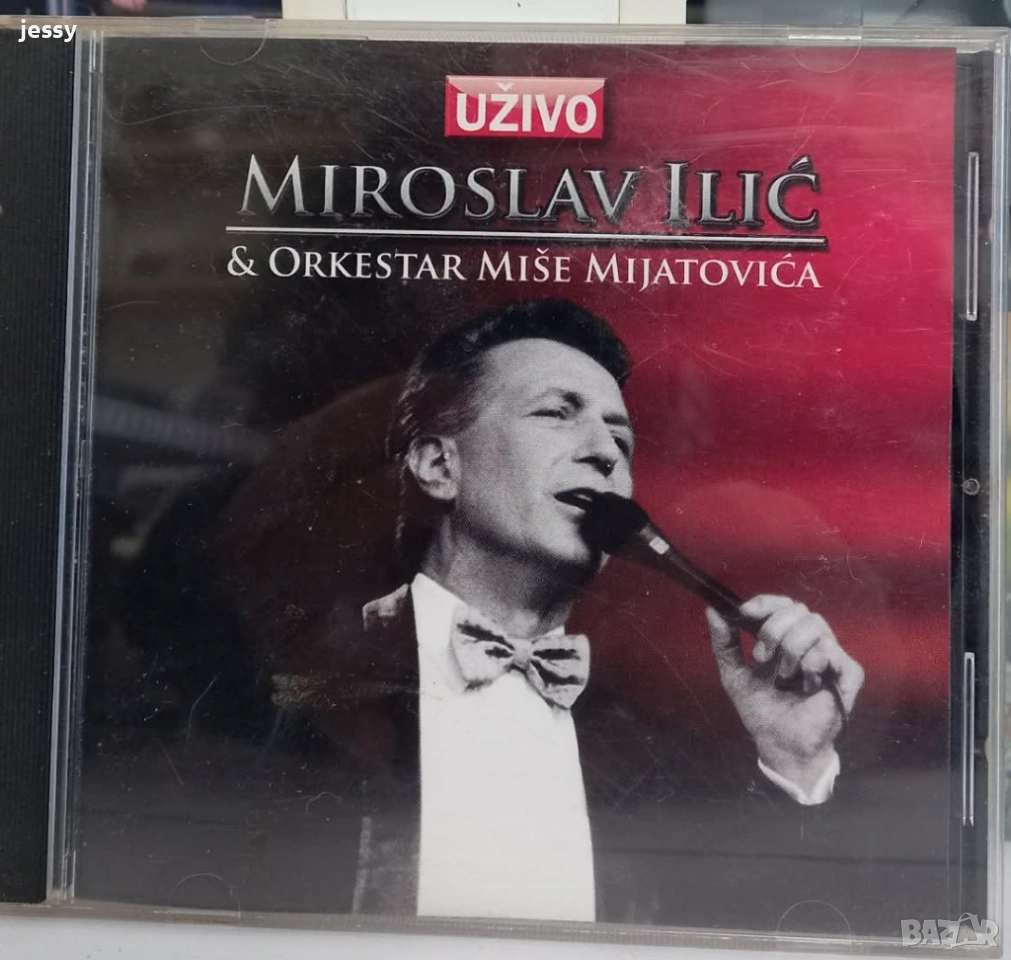 jessy
UŽIVO
MIROSLAV ILIĆ
& ORKESTAR MIŠE MIJATOVIĆA
BAZAR